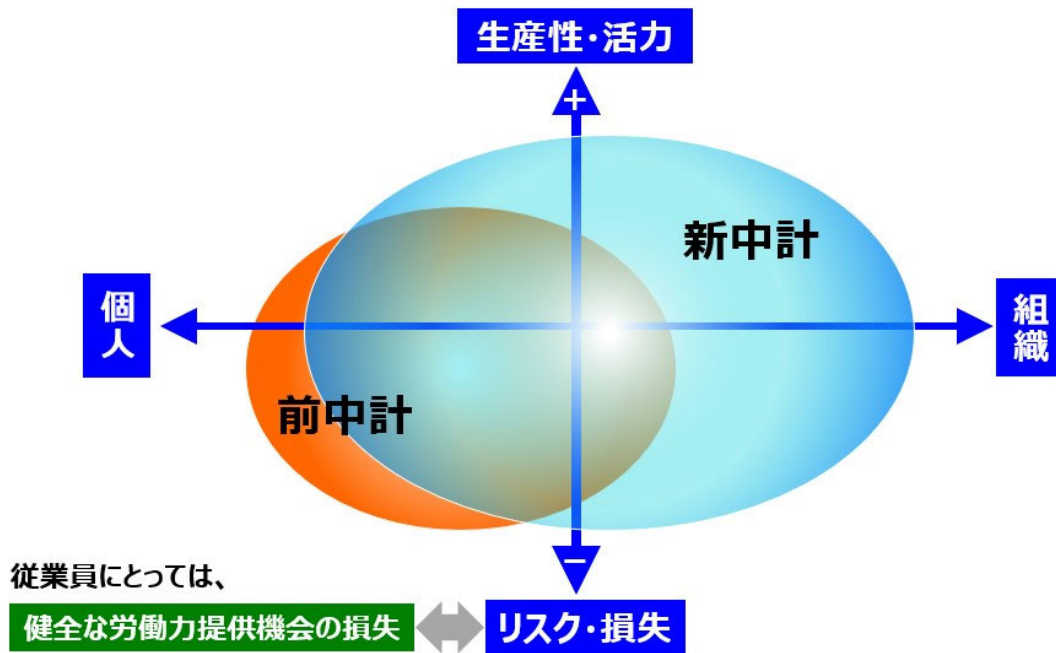 生産性・活力
+
新中計
個人
組織
前中計
−
従業員にとっては、
健全な労働力提供機会の損失
リスク・損失